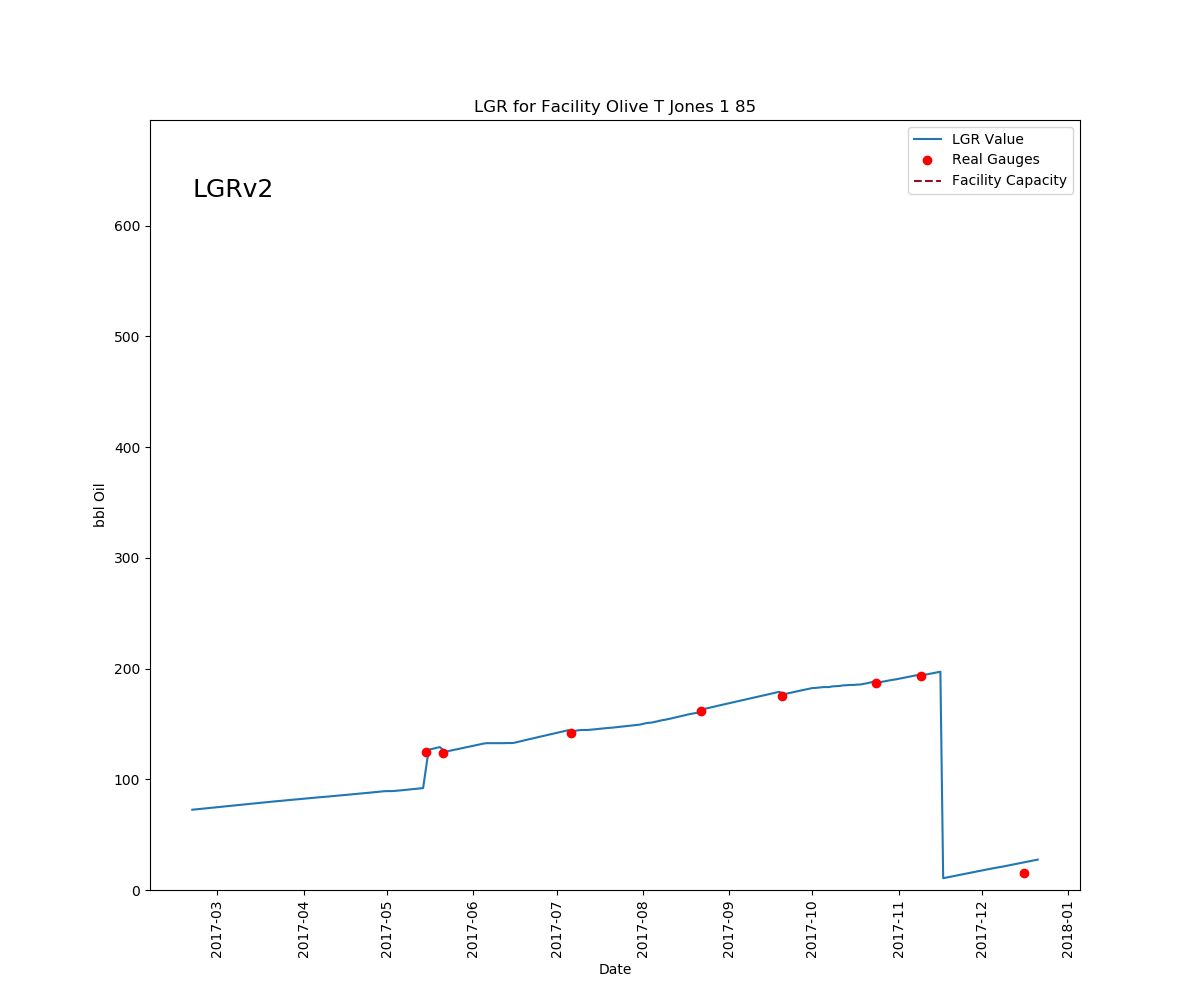 LGR for Facility Olive T Jones 1 85
LGR Value
Real Gauges
Facility Capacity
LGRv2
600
500
400
300
200
100
0
bbl Oil
2017-03
2017-04
2017-05
2017-06
2017-07
2017-08
2017-09
2017-10
2017-11
2017-12
2018-01
Date